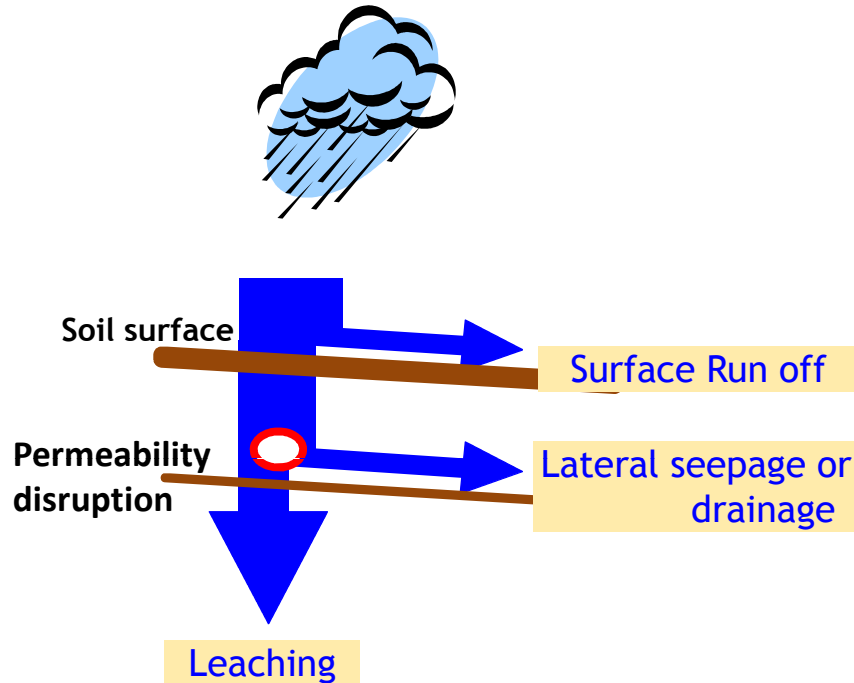 Soil surface
Surface Run off
Permeability
disruption
Lateral seepage or
drainage
Leaching